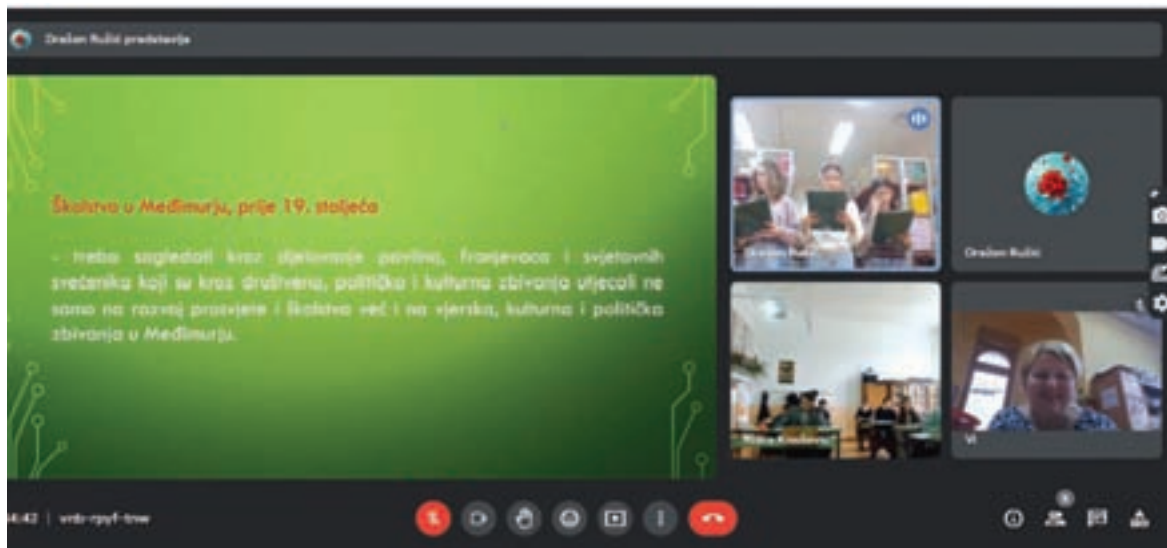 Dražen Ružić predstavlja
Školstvo u Međimurju, prije 19. stoljeća
- treba sagledati kroz djelovanje pavlina, franjevaca i svjetovnih
svećenika koji su kroz društvena, politička i kulturna zbivanja utjecali ne
samo na razvoj prosvjete i školstva već i na vjerska, kulturna i politička
zbivanja u Međimurju.
Dražen Ružić
Vi